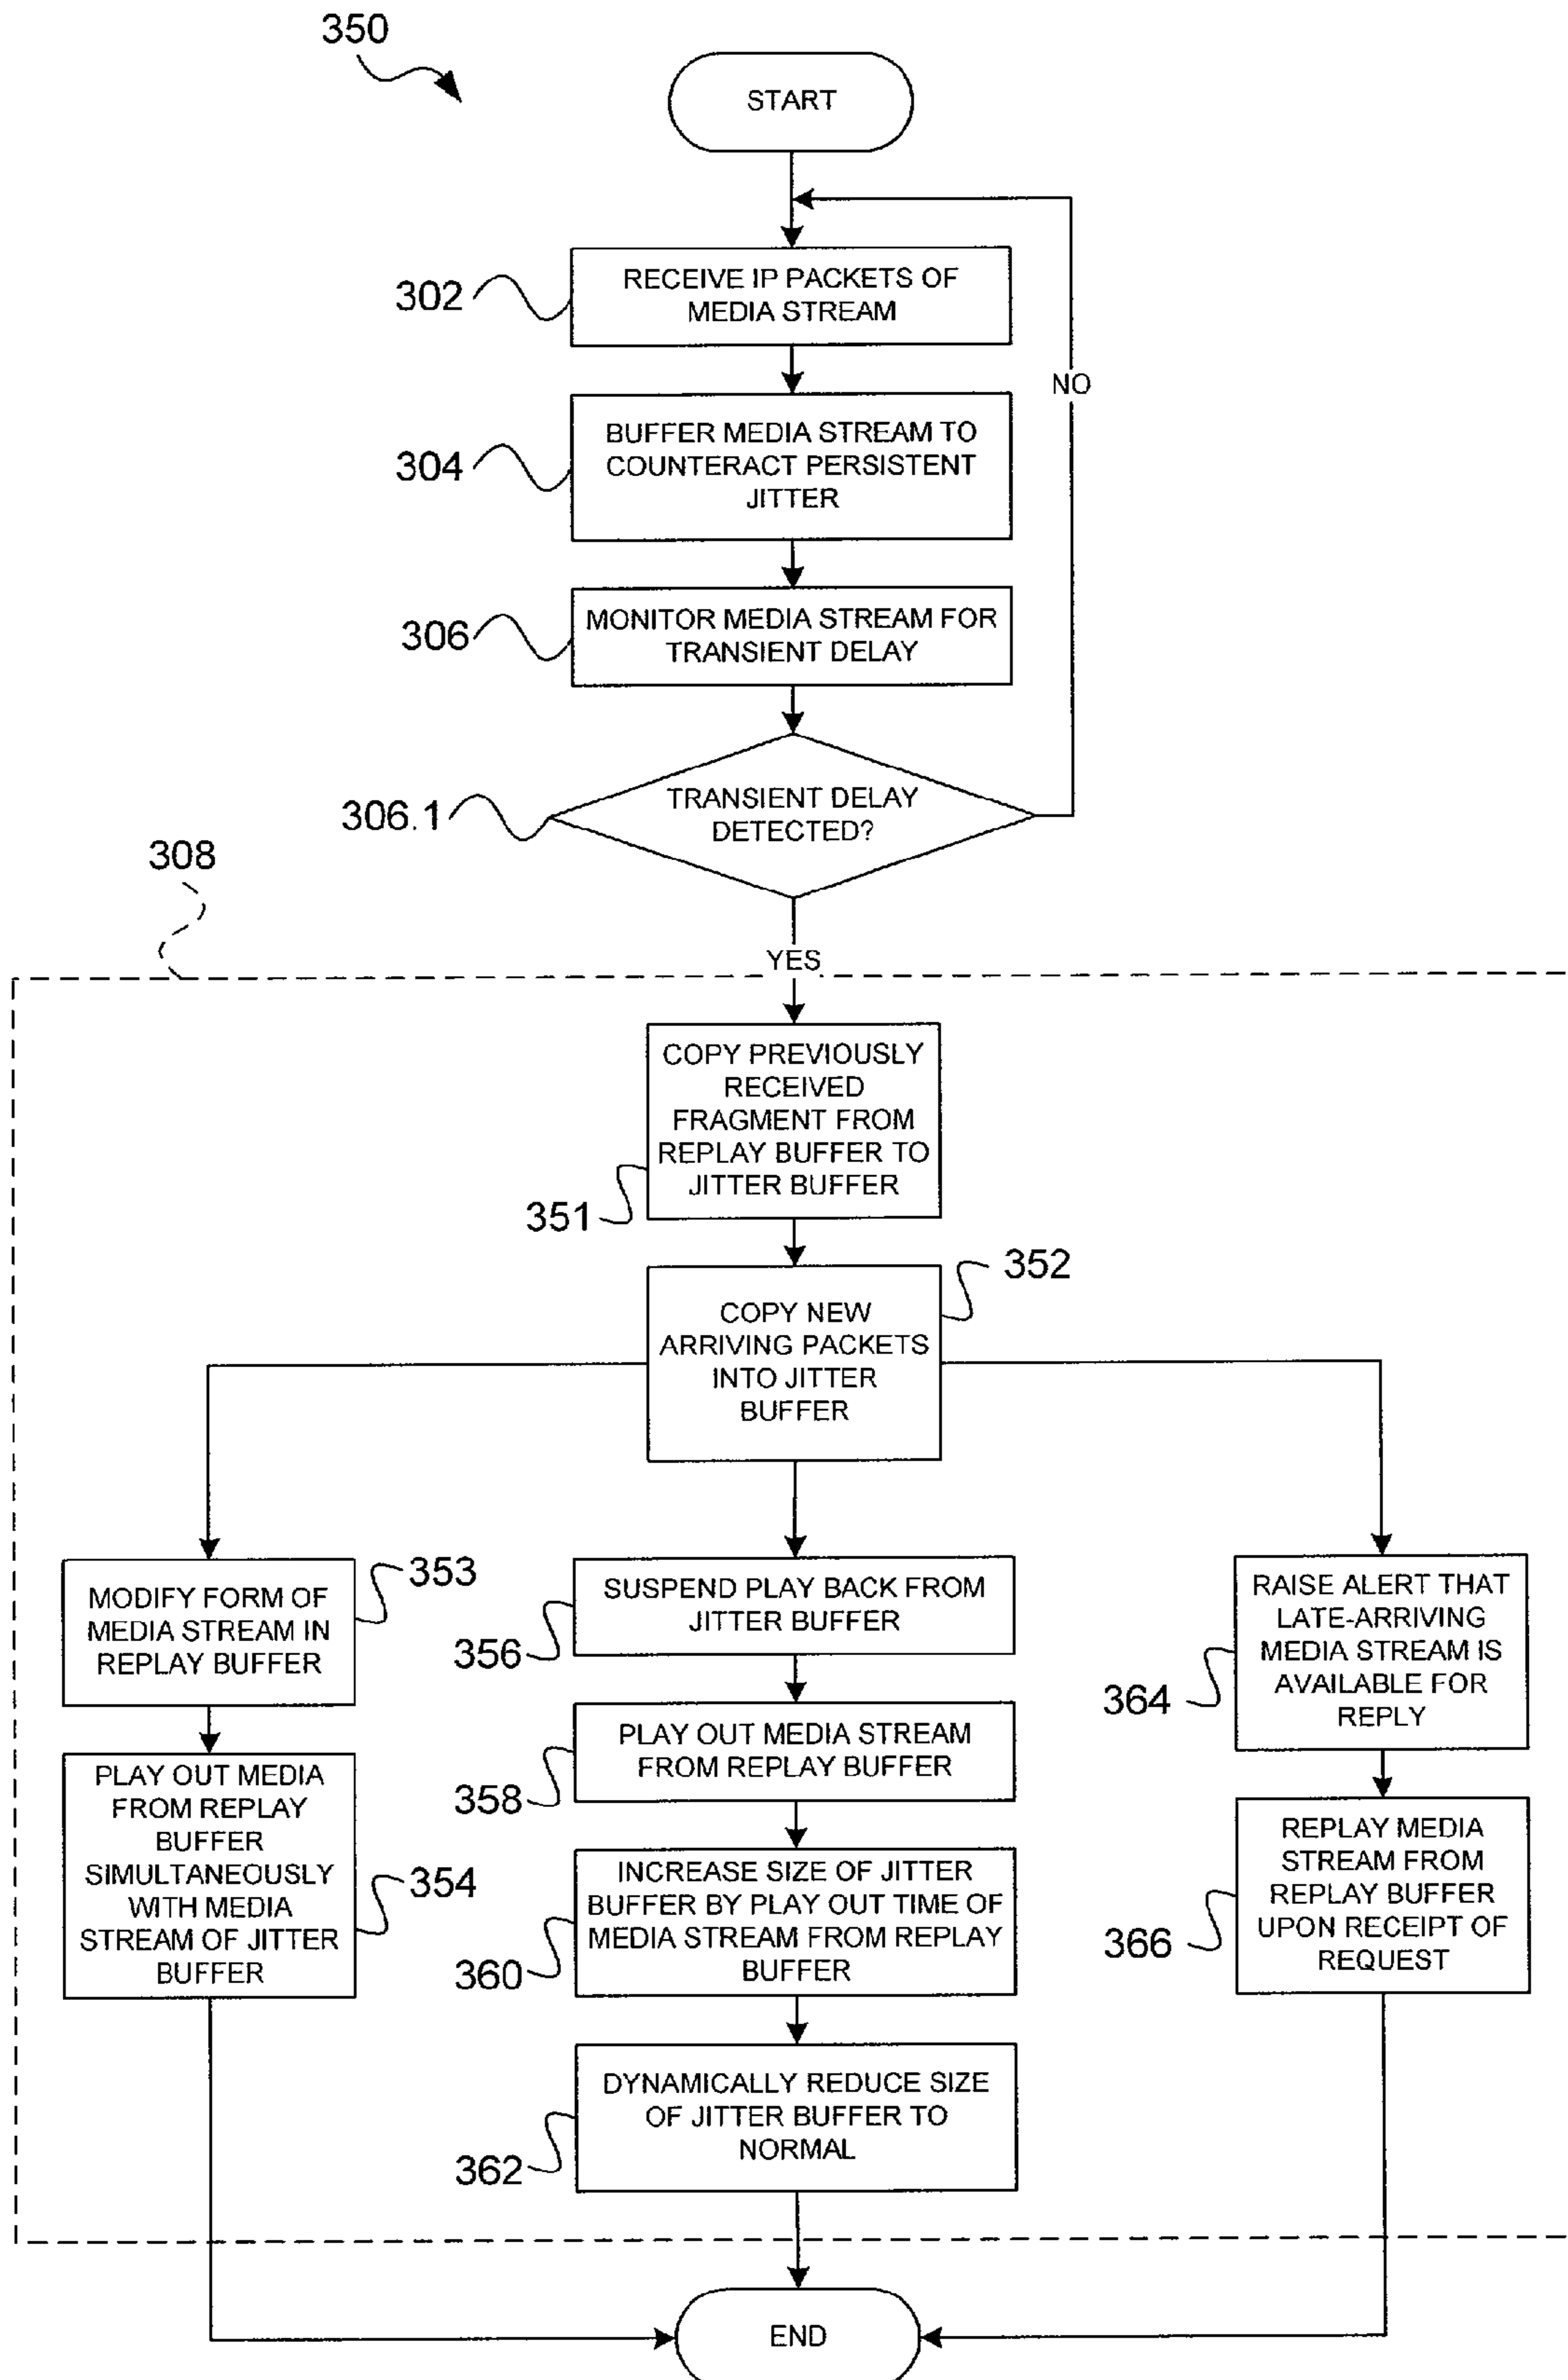 350
START
302
RECEIVE IP PACKETS OF
MEDIA STREAM
NO
304
BUFFER MEDIA STREAM TO
COUNTERACT PERSISTENT
JITTER
306
MONITOR MEDIA STREAM FOR
TRANSIENT DELAY
306.1
TRANSIENT DELAY
DETECTED?
308
YES
COPY PREVIOUSLY
RECEIVED
FRAGMENT FROM
REPLAY BUFFER TO
JITTER BUFFER
351
352
COPY NEW
ARRIVING PACKETS
INTO JITTER
BUFFER
353
MODIFY FORM OF
MEDIA STREAM IN
REPLAY BUFFER
354
PLAY OUT MEDIA
FROM REPLAY
BUFFER
SIMULTANEOUSLY
WITH MEDIA
STREAM OF JITTER
BUFFER
SUSPEND PLAY BACK FROM
JITTER BUFFER
356
PLAY OUT MEDIA STREAM
FROM REPLAY BUFFER
358
INCREASE SIZE OF JITTER
BUFFER BY PLAY OUT TIME OF
MEDIA STREAM FROM REPLAY
BUFFER
360
DYNAMICALLY REDUCE SIZE
OF JITTER BUFFER TO
NORMAL
362
RAISE ALERT THAT
LATE-ARRIVING
MEDIA STREAM IS
AVAILABLE FOR
REPLY
364
REPLAY MEDIA
STREAM FROM
REPLAY BUFFER
UPON RECEIPT OF
REQUEST
366
END